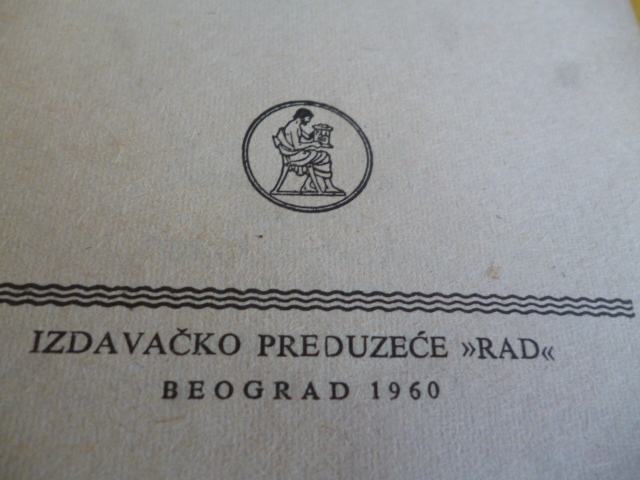 IZDAVAČKO PREDUZEĆE »RAD«
BEOGRAD 1960